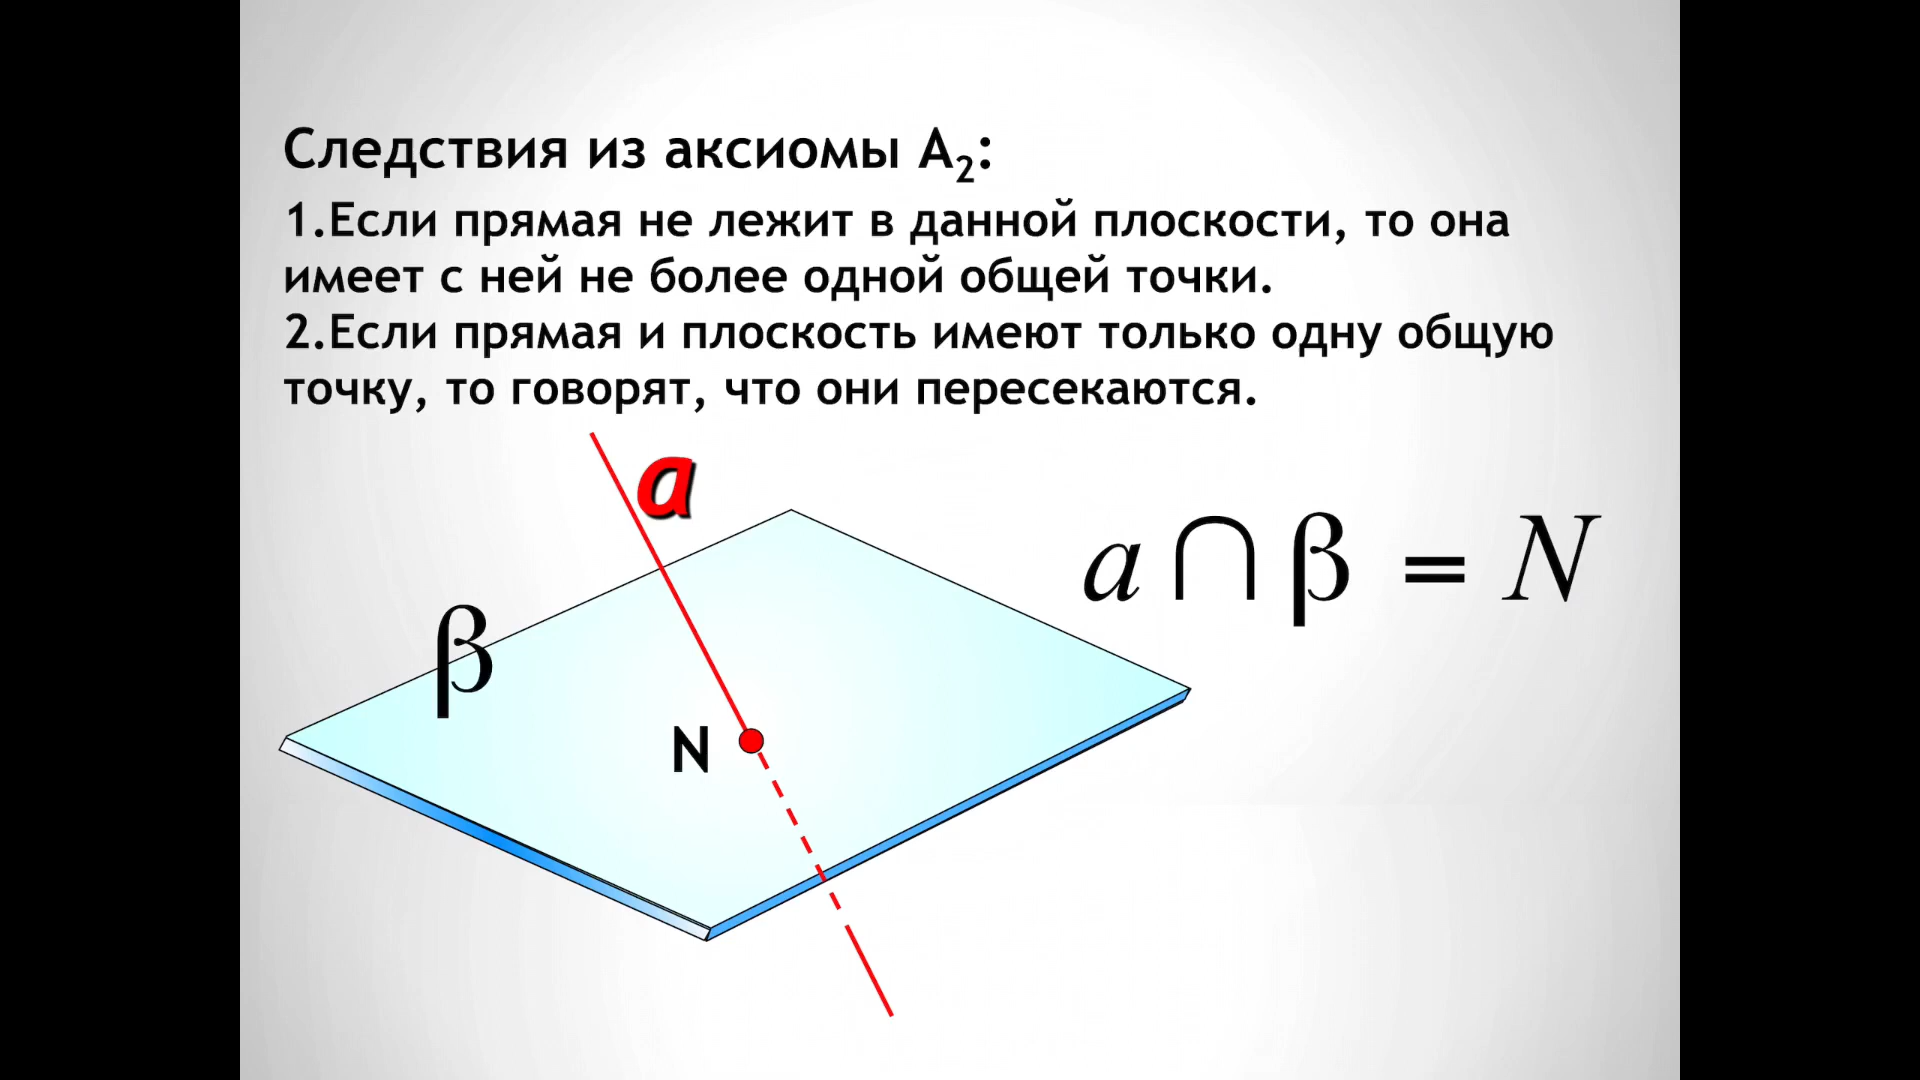 Следствия из аксиомы А₂:
1.Если прямая не лежит в данной плоскости, то она
имеет с ней не более одной общей точки.
2.Если прямая и плоскость имеют только одну общую
точку, то говорят, что они пересекаются.
a
a ∩ β = N
β
N